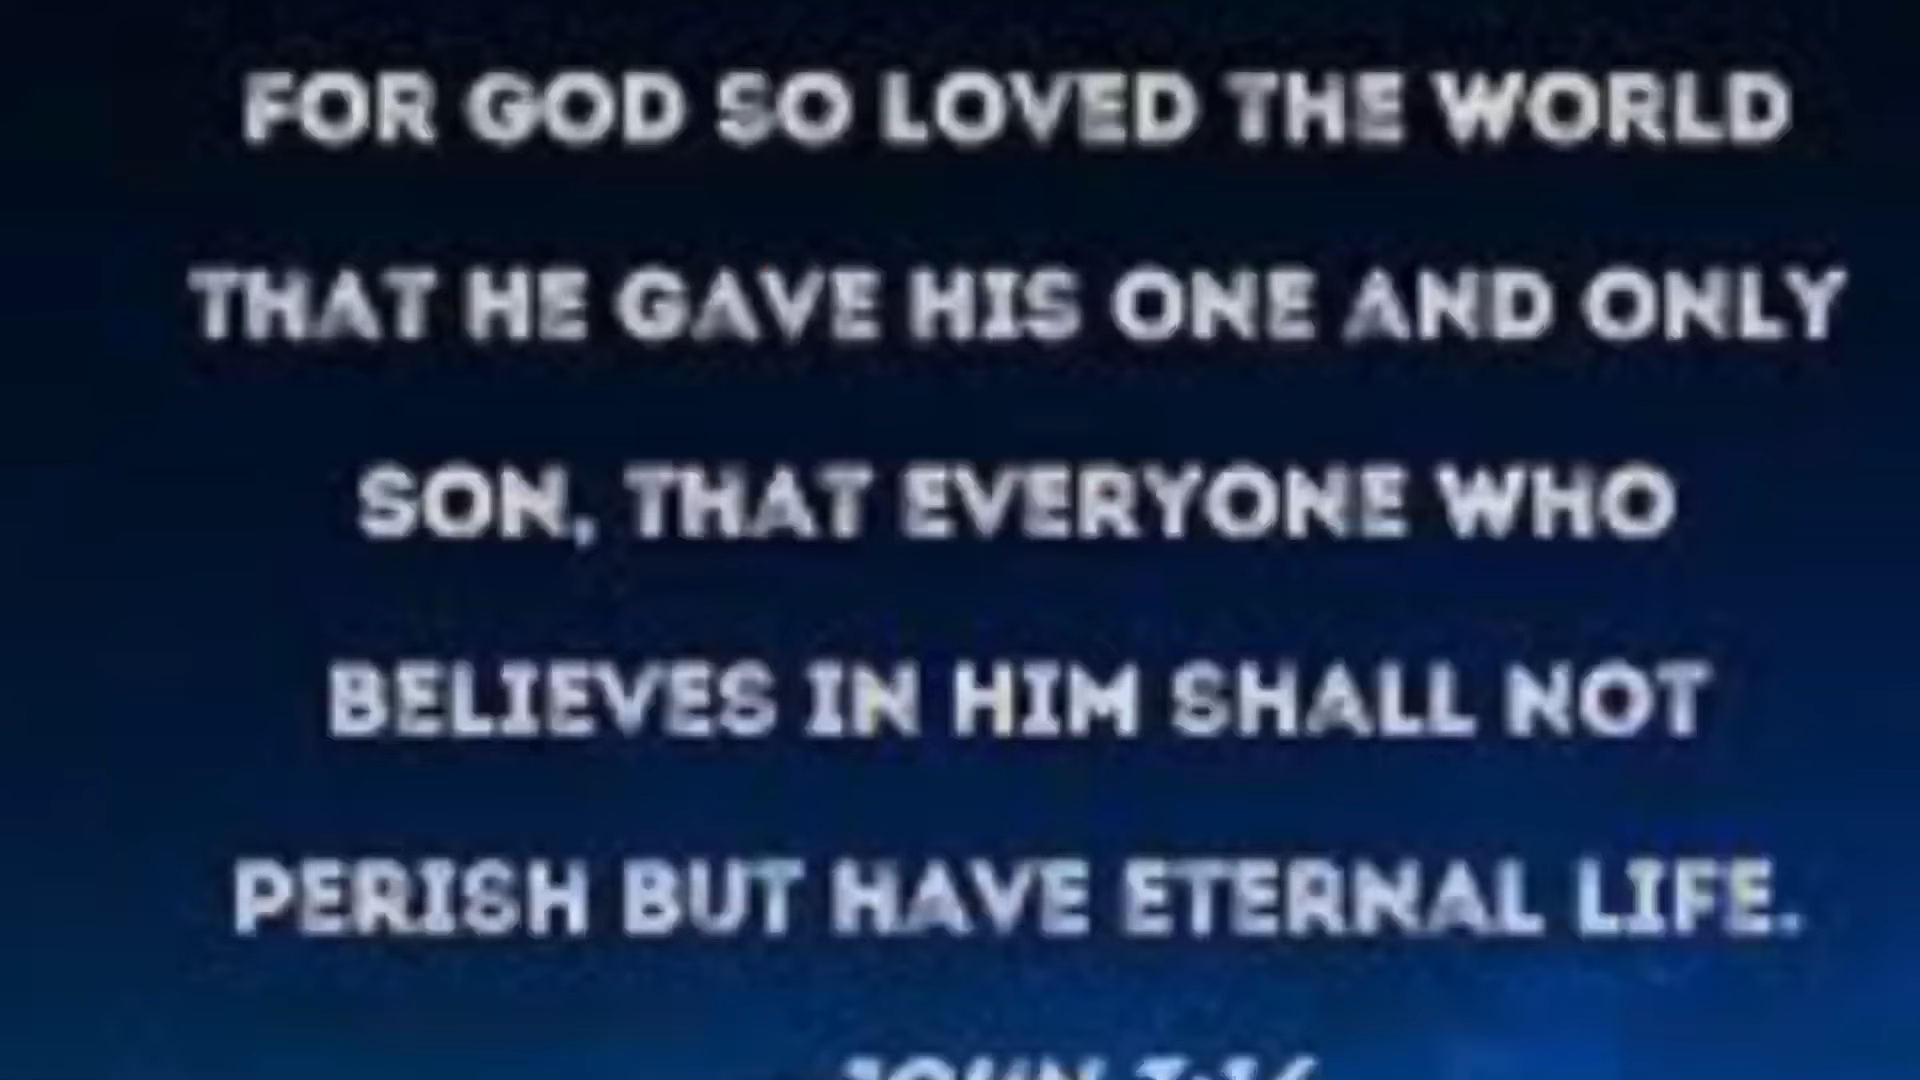 FOR GOD SO LOVED THE WORLD
THAT HE GAVE HIS ONE AND ONLY
SON, THAT EVERYONE WHO
BELIEVES IN HIM SHALL NOT
PERISH BUT HAVE ETERNAL LIFE.
JOHN 3:16